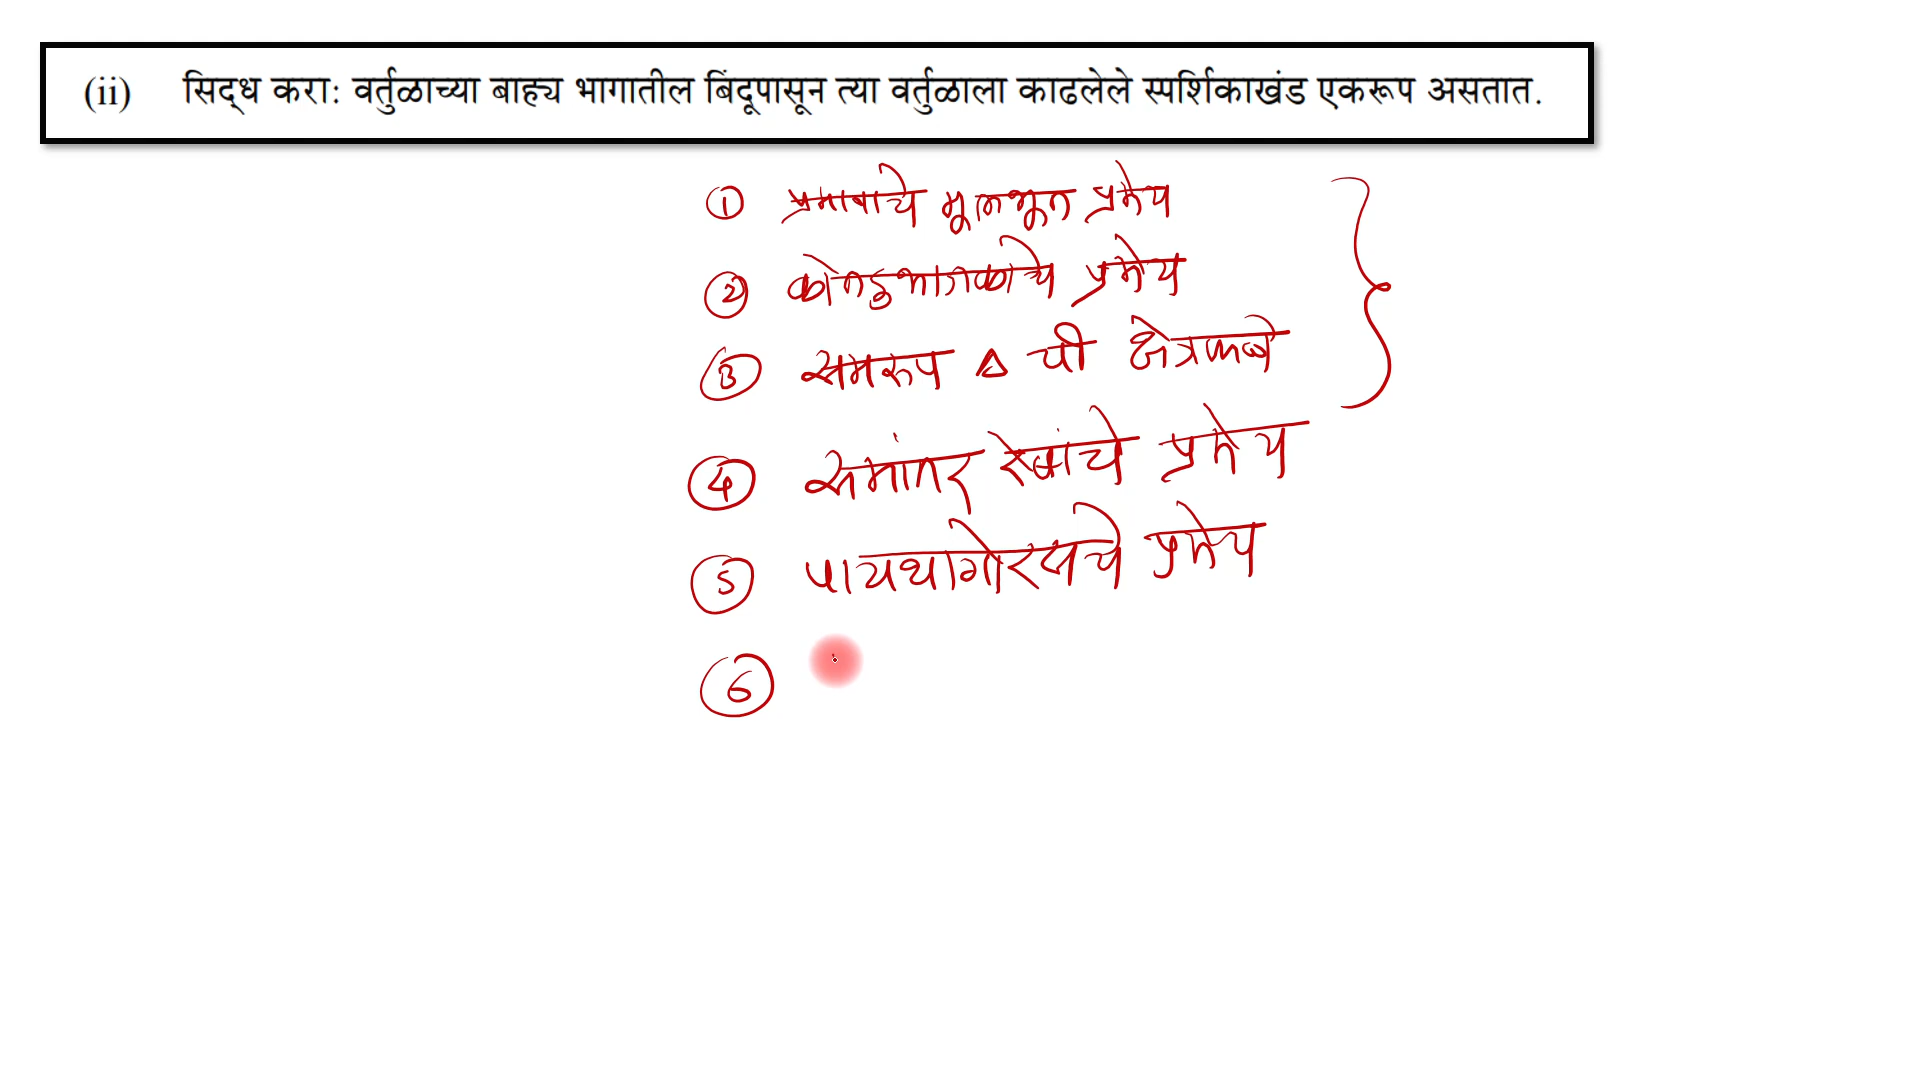 (ii) सिद्ध करा: वर्तुळाच्या बाह्य भागातील बिंदूपासून त्या वर्तुळाला काढलेले स्पर्शिकाखंड एकरूप असतात.
① प्रमाणाचे मूलभूत प्रमेय
② कोनदुभाजकाचे प्रमेय
③ समरुप △ ची क्षेत्रफळे
④ समांतर रेषांचे प्रमेय
⑤ पायथागोरसचे प्रमेय
⑥